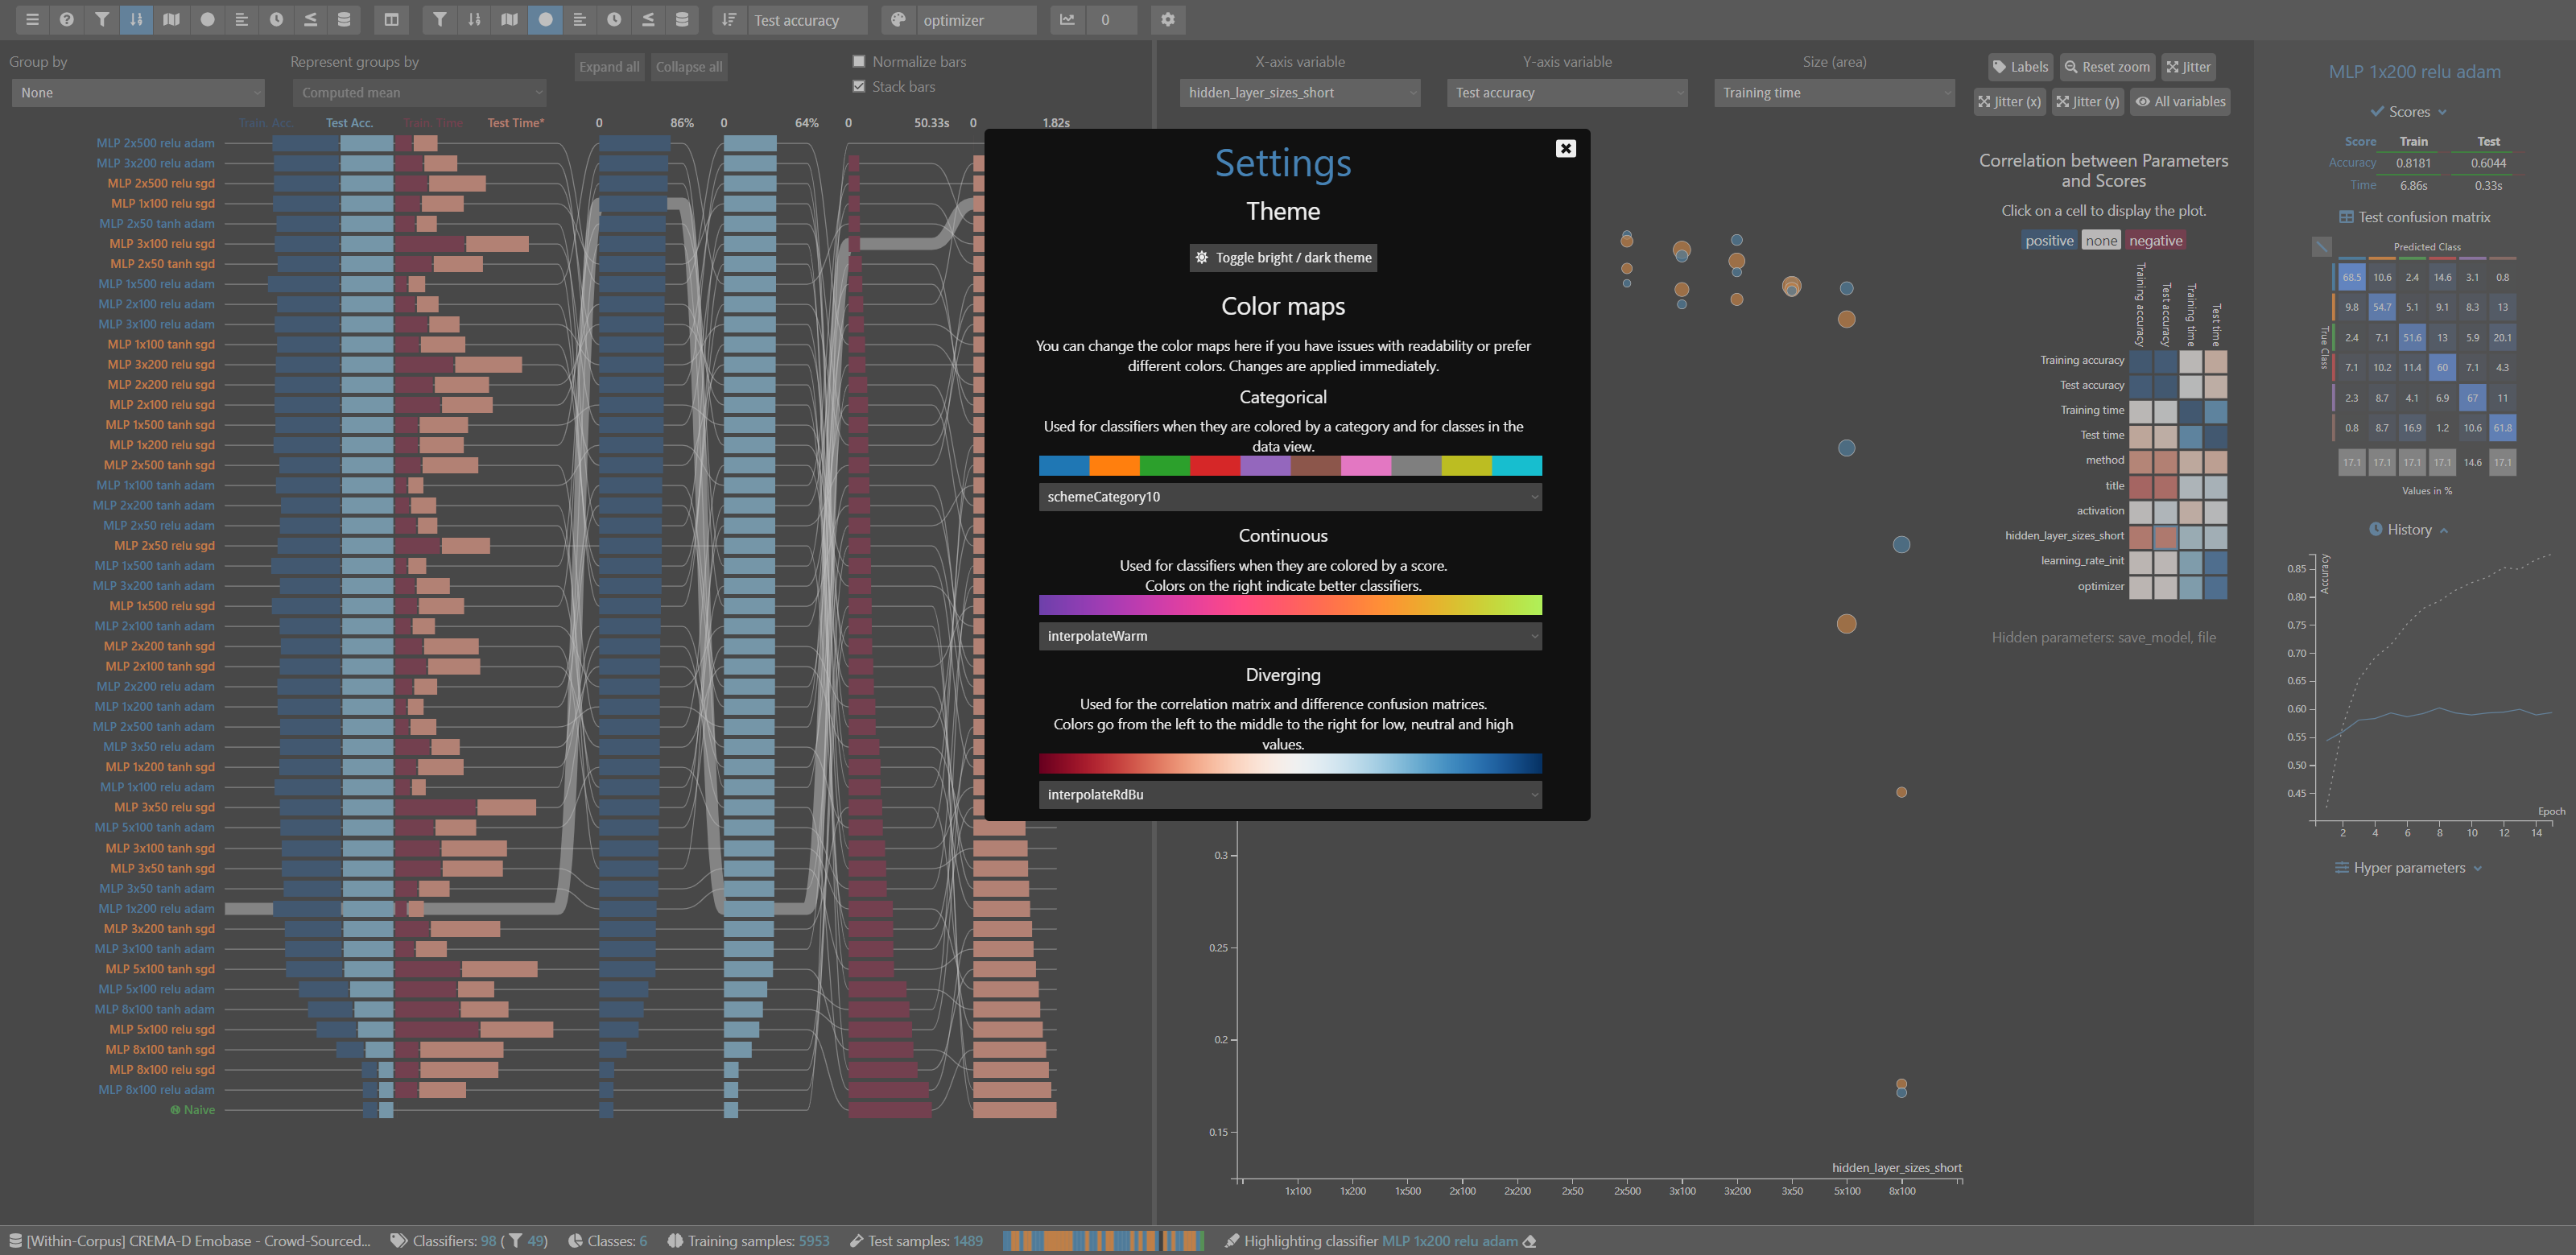 Test accuracy
optimizer
0
Group by
Represent groups by
None
Computed mean
Expand all
Collapse all
Normalize bars
Stack bars
X-axis variable
Y-axis variable
Size (area)
hidden_layer_sizes_short
Test accuracy
Training time
Labels
Reset zoom
Jitter
Jitter (x)
Jitter (y)
All variables
Train. Acc.
Test Acc.
Train. Time
Test Time*
0
86%
0
64%
0
50.33s
0
1.82s
MLP 2x500 relu adam
MLP 3x200 relu adam
MLP 2x500 relu sgd
MLP 1x100 relu sgd
MLP 2x50 tanh adam
MLP 3x100 relu sgd
MLP 2x50 tanh sgd
MLP 1x500 relu adam
MLP 2x100 relu adam
MLP 3x100 relu adam
MLP 1x100 tanh sgd
MLP 3x200 relu sgd
MLP 2x200 relu sgd
MLP 2x100 relu sgd
MLP 1x500 tanh sgd
MLP 1x200 relu sgd
MLP 2x500 tanh sgd
MLP 1x100 tanh adam
MLP 2x200 tanh adam
MLP 2x50 relu adam
MLP 2x50 relu sgd
MLP 1x500 tanh adam
MLP 3x200 tanh adam
MLP 1x500 relu sgd
MLP 2x100 tanh adam
MLP 2x200 tanh sgd
MLP 2x100 tanh sgd
MLP 2x200 relu adam
MLP 1x200 tanh adam
MLP 2x500 tanh adam
MLP 3x50 relu adam
MLP 1x200 tanh sgd
MLP 1x100 relu adam
MLP 3x50 relu sgd
MLP 5x100 tanh adam
MLP 3x100 tanh sgd
MLP 3x50 tanh sgd
MLP 3x50 tanh adam
MLP 1x200 relu adam
MLP 3x200 tanh sgd
MLP 3x100 tanh adam
MLP 5x100 tanh sgd
MLP 5x100 relu adam
MLP 8x100 tanh adam
MLP 5x100 relu sgd
MLP 8x100 tanh sgd
MLP 8x100 relu sgd
MLP 8x100 relu adam
Naive
Settings
Theme
Toggle bright / dark theme
Color maps
You can change the color maps here if you have issues with readability or prefer
different colors. Changes are applied immediately.
Categorical
Used for classifiers when they are colored by a category and for classes in the
data view.
schemeCategory10
Continuous
Used for classifiers when they are colored by a score.
Colors on the right indicate better classifiers.
interpolateWarm
Diverging
Used for the correlation matrix and difference confusion matrices.
Colors go from the left to the middle to the right for low, neutral and high
values.
interpolateRdBu
0.3
0.25
0.2
0.15
hidden_layer_sizes_short
1x100
1x200
1x500
2x100
2x200
2x50
2x500
3x100
3x200
3x50
5x100
8x100
Correlation between Parameters
and Scores
Click on a cell to display the plot.
positive
none
negative
Training accuracy
Test accuracy
Training time
Test time
Training accuracy
Test accuracy
Training time
Test time
method
title
activation
hidden_layer_sizes_short
learning_rate_init
optimizer
Hidden parameters: save_model, file
MLP 1x200 relu adam
Scores
Score Train Test
Accuracy 0.8181 0.6044
Time 6.86s 0.33s
Test confusion matrix
Predicted Class
True Class
68.5 10.6 2.4 14.6 3.1 0.8
9.8 54.7 5.1 9.1 8.3 13
2.4 7.1 51.6 13 5.9 20.1
7.1 10.2 11.4 60 7.1 4.3
2.3 8.7 4.1 6.9 67 11
0.8 8.7 16.9 1.2 10.6 61.8
17.1 17.1 17.1 17.1 14.6 17.1
Values in %
History
Accuracy
0.85
0.80
0.75
0.70
0.65
0.60
0.55
0.50
0.45
Epoch
2 4 6 8 10 12 14
Hyper parameters
[Within-Corpus] CREMA-D Emobase - Crowd-Sourced...
Classifiers: 98 ( 49)
Classes: 6
Training samples: 5953
Test samples: 1489
Highlighting classifier MLP 1x200 relu adam